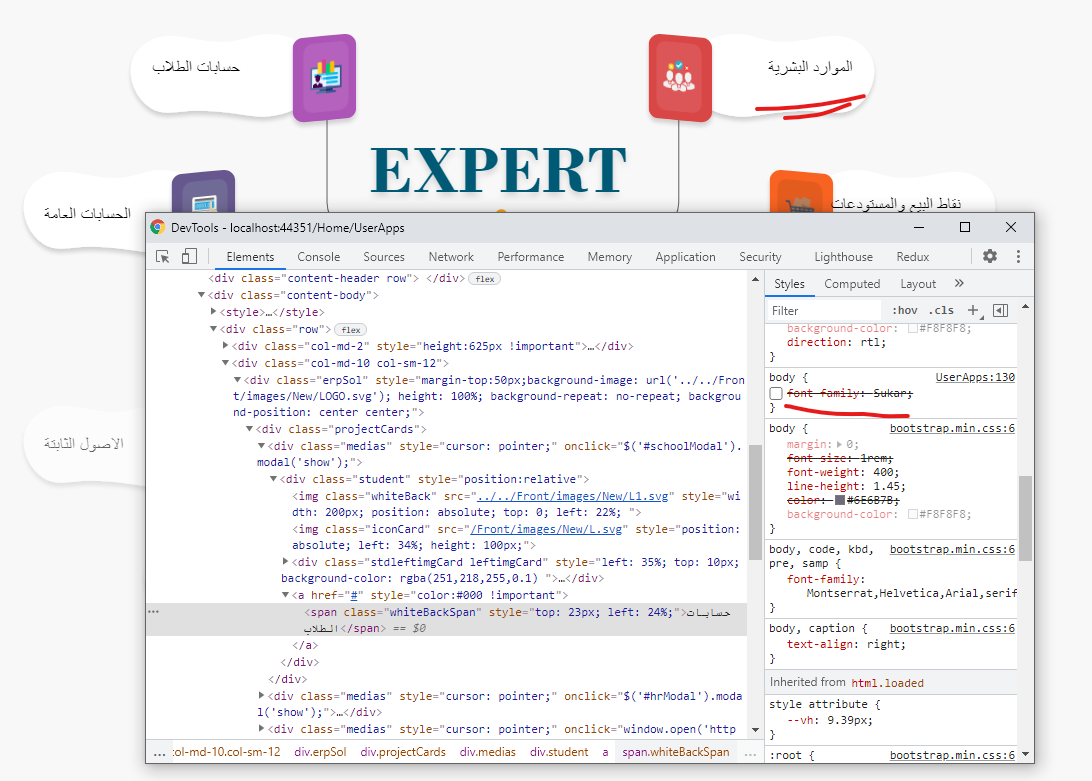 حسابات الطلاب
الموارد البشرية
EXPERT
الحسابات العامة
نقاط البيع والمستودعات
الاصول الثابتة
DevTools - localhost:44351/Home/UserApps
Elements Console Sources Network Performance Memory Application Security Lighthouse Redux
<div class="content-header row"> </div> flex
<div class="content-body">
<style>…</style>
<div class="row"> flex
<div class="col-md-2" style="height:625px !important">…</div>
<div class="col-md-10 col-sm-12">
<div class="erpSol" style="margin-top:50px;background-image: url('../../Fron
t/images/New/LOGO.svg'); height: 100%; background-repeat: no-repeat; backgrou
nd-position: center center;">
<div class="projectCards">
<div class="medias" style="cursor: pointer;" onclick="$('#schoolModal').
modal('show');">
<div class="student" style="position:relative">
<img class="whiteBack" src="../../Front/images/New/L1.svg" style="wi
dth: 200px; position: absolute; top: 0; left: 22%; ">
<img class="iconCard" src="/Front/images/New/L.svg" style="position:
absolute; left: 34%; height: 100px;">
<div class="stdleftimgCard leftimgCard" style="left: 35%; top: 10px;
background-color: rgba(251,218,255,0.1) ">…</div>
<a href="#" style="color:#000 !important">
<span class="whiteBackSpan" style="top: 23px; left: 24%;">حسابات
الطلاب</span> == $0
</a>
</div>
</div>
<div class="medias" style="cursor: pointer;" onclick="$('#hrModal').moda
l('show');">…</div>
<div class="medias" style="cursor: pointer;" onclick="window.open('http
... :ol-md-10.col-sm-12 div.erpSol div.projectCards div.medias div.student a span.whiteBackSpan ...
Styles Computed Layout »
Filter :hov .cls +
background-color: #F8F8F8;
direction: rtl;
}
body { UserApps:130
font-family: Sukar;
}
body { bootstrap.min.css:6
margin: 0;
font-size: 1rem;
font-weight: 400;
line-height: 1.45;
color: #6E6B7B;
background-color: #F8F8F8;
}
body, code, kbd, bootstrap.min.css:6
pre, samp {
font-family:
Montserrat,Helvetica,Arial,serif
}
body, caption { bootstrap.min.css:6
text-align: right;
}
Inherited from html.loaded
style attribute {
--vh: 9.39px;
}
:root { bootstrap.min.css:6